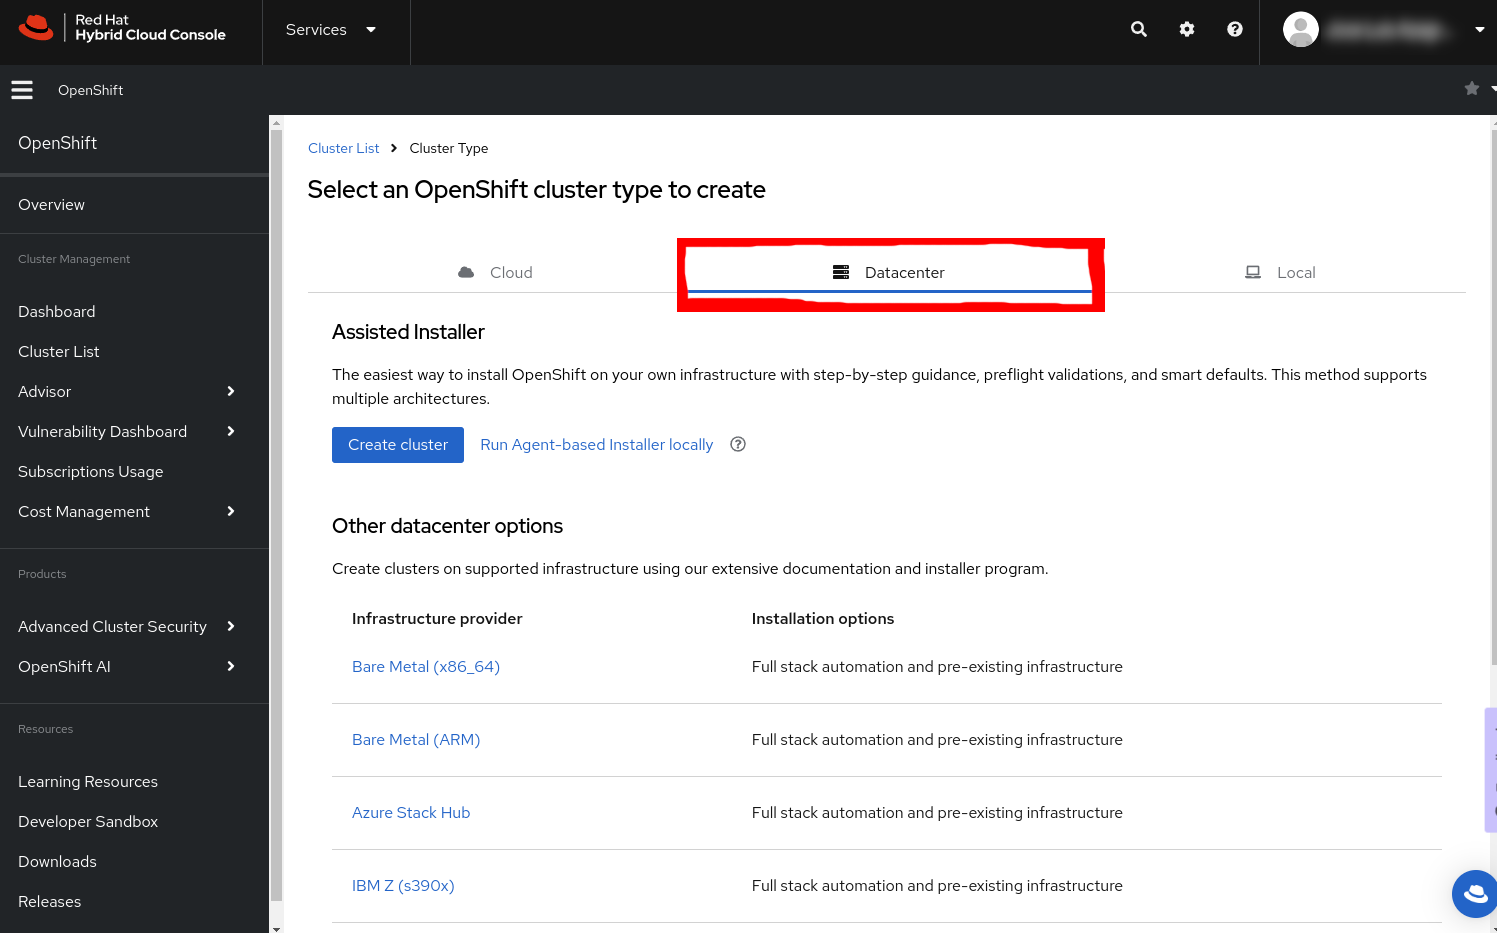 Red Hat
Hybrid Cloud Console
Services
OpenShift
OpenShift
Overview
Cluster Management
Dashboard
Cluster List
Advisor
Vulnerability Dashboard
Subscriptions Usage
Cost Management
Products
Advanced Cluster Security
OpenShift AI
Resources
Learning Resources
Developer Sandbox
Downloads
Releases
Cluster List > Cluster Type
Select an OpenShift cluster type to create
Cloud
Datacenter
Local
Assisted Installer
The easiest way to install OpenShift on your own infrastructure with step-by-step guidance, preflight validations, and smart defaults. This method supports
multiple architectures.
Create cluster
Run Agent-based Installer locally
Other datacenter options
Create clusters on supported infrastructure using our extensive documentation and installer program.
Infrastructure provider Installation options
Bare Metal (x86_64) Full stack automation and pre-existing infrastructure
Bare Metal (ARM) Full stack automation and pre-existing infrastructure
Azure Stack Hub Full stack automation and pre-existing infrastructure
IBM Z (s390x) Full stack automation and pre-existing infrastructure